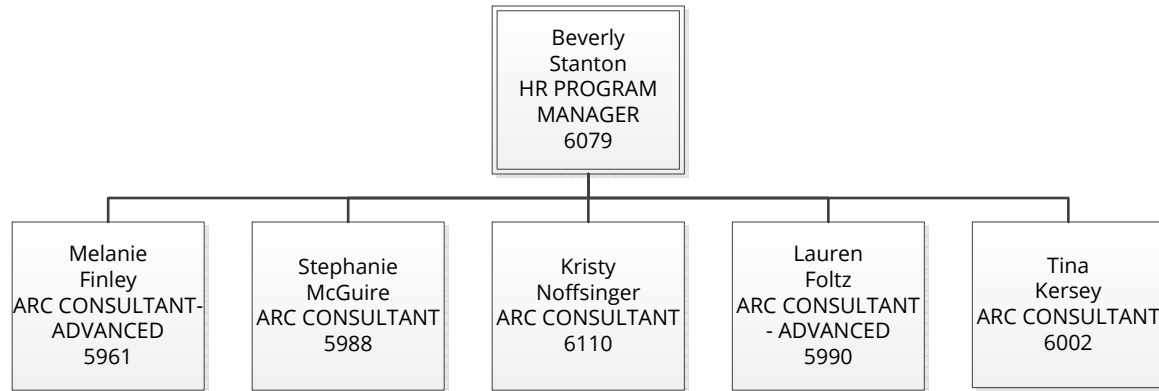 Beverly
Stanton
HR PROGRAM
MANAGER
6079
Melanie
Finley
ARC CONSULTANT-
ADVANCED
5961
Stephanie
McGuire
ARC CONSULTANT
5988
Kristy
Noffsinger
ARC CONSULTANT
6110
Lauren
Foltz
ARC CONSULTANT
- ADVANCED
5990
Tina
Kersey
ARC CONSULTANT
6002